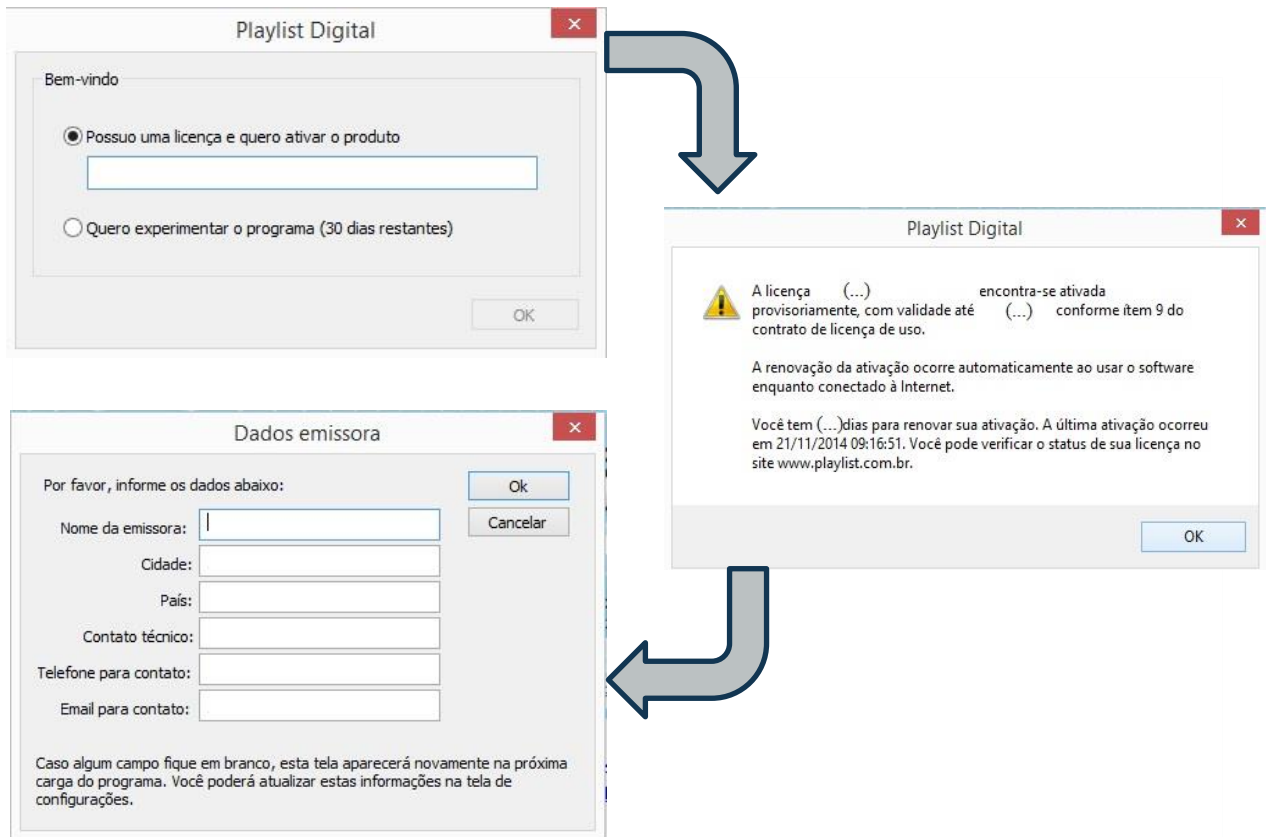 Playlist Digital
Bem-vindo
Possuo uma licença e quero ativar o produto
Quero experimentar o programa (30 dias restantes)
OK
Playlist Digital
A licença (...) encontra-se ativada
provisoriamente, com validade até (...) conforme ítem 9 do
contrato de licença de uso.
A renovação da ativação ocorre automaticamente ao usar o software
enquanto conectado à Internet.
Você tem (...)dias para renovar sua ativação. A última ativação ocorreu
em 21/11/2014 09:16:51. Você pode verificar o status de sua licença no
site www.playlist.com.br.
OK
Dados emissora
Por favor, informe os dados abaixo:
Ok
Nome da emissora:
Cancelar
Cidade:
País:
Contato técnico:
Telefone para contato:
Email para contato:
Caso algum campo fique em branco, esta tela aparecerá novamente na próxima
carga do programa. Você poderá atualizar estas informações na tela de
configurações.